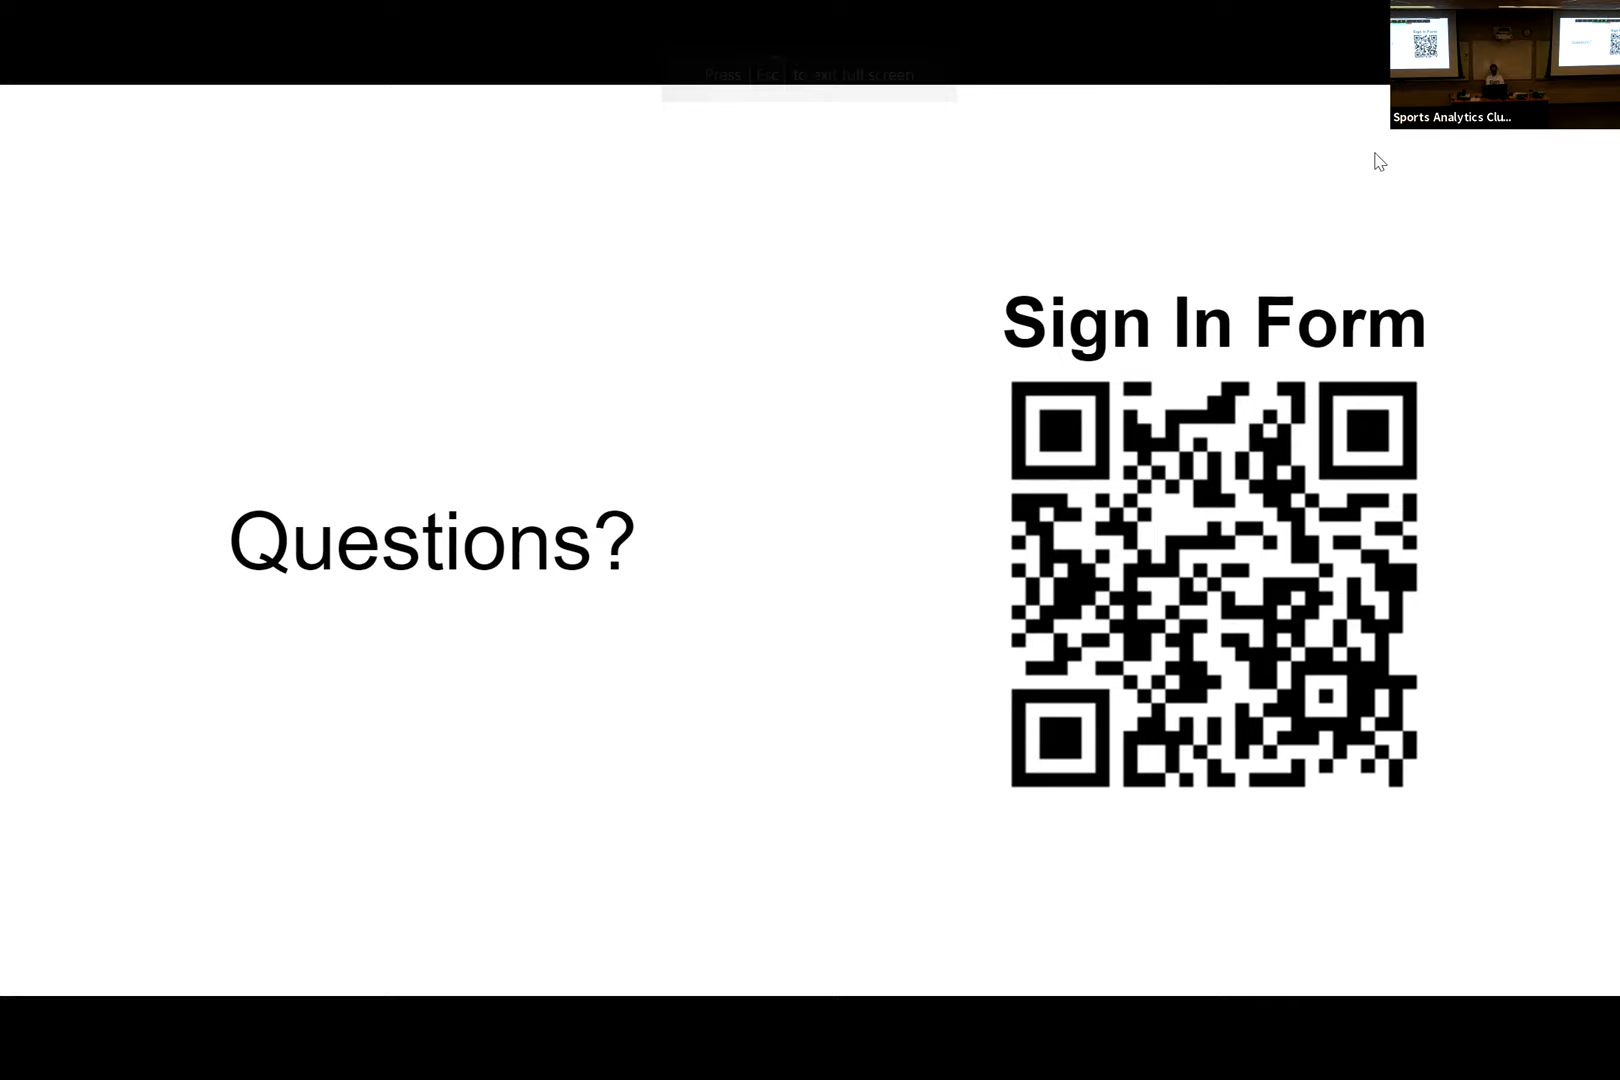 Press Esc to exit full screen
Sports Analytics Clu...
Sign In Form
Questions?